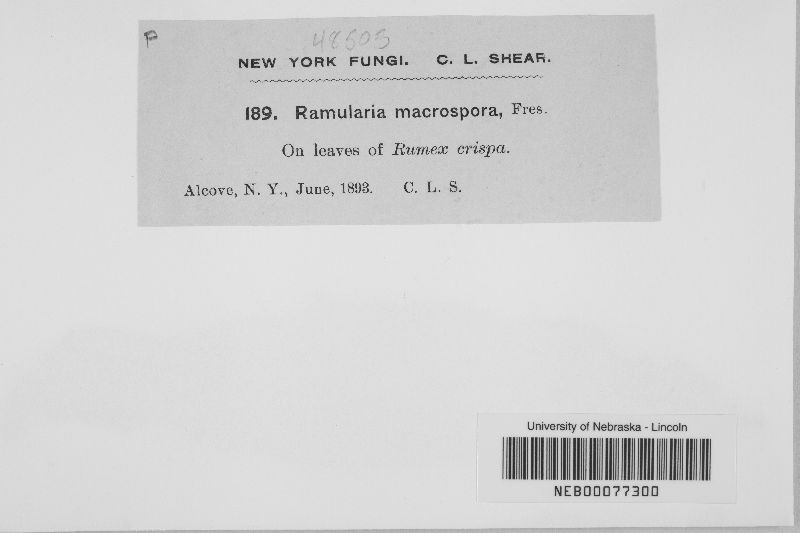 F
48505
NEW YORK FUNGI. C. L. SHEAR.
189. Ramularia macrospora, Fres.
On leaves of Rumex crispa.
Alcove, N. Y., June, 1893. C. L. S.
University of Nebraska - Lincoln
NEB00077300